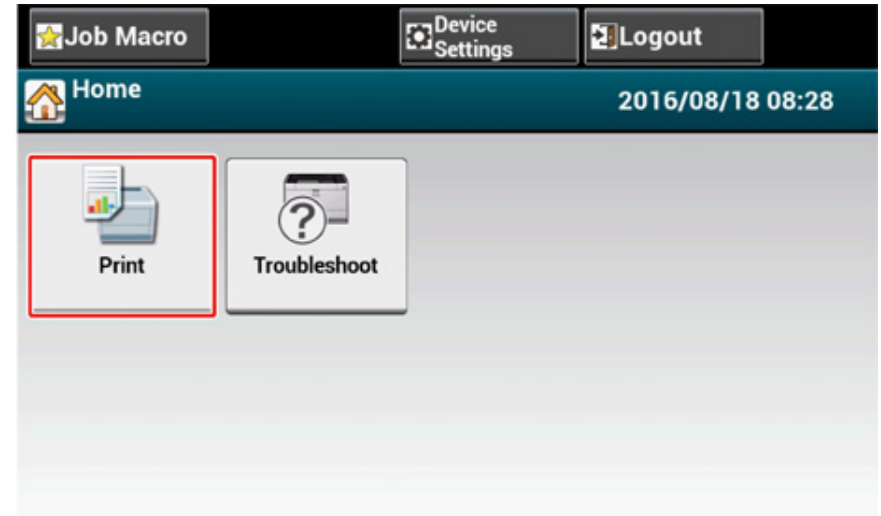 Job Macro
Device
Settings
Logout
Home
2016/08/18 08:28
Print
Troubleshoot